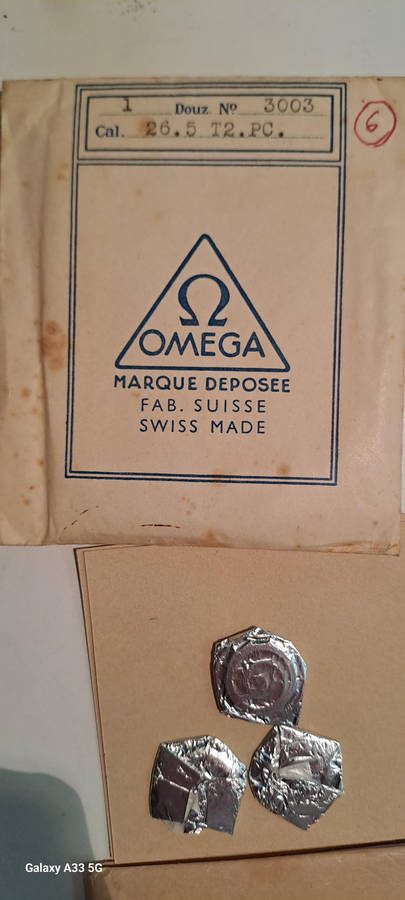 1 Douz. Nº 3003
Cal. 26.5 T2.PC.
6
Ω
OMEGA
MARQUE DEPOSEE
FAB. SUISSE
SWISS MADE
Galaxy A33 5G